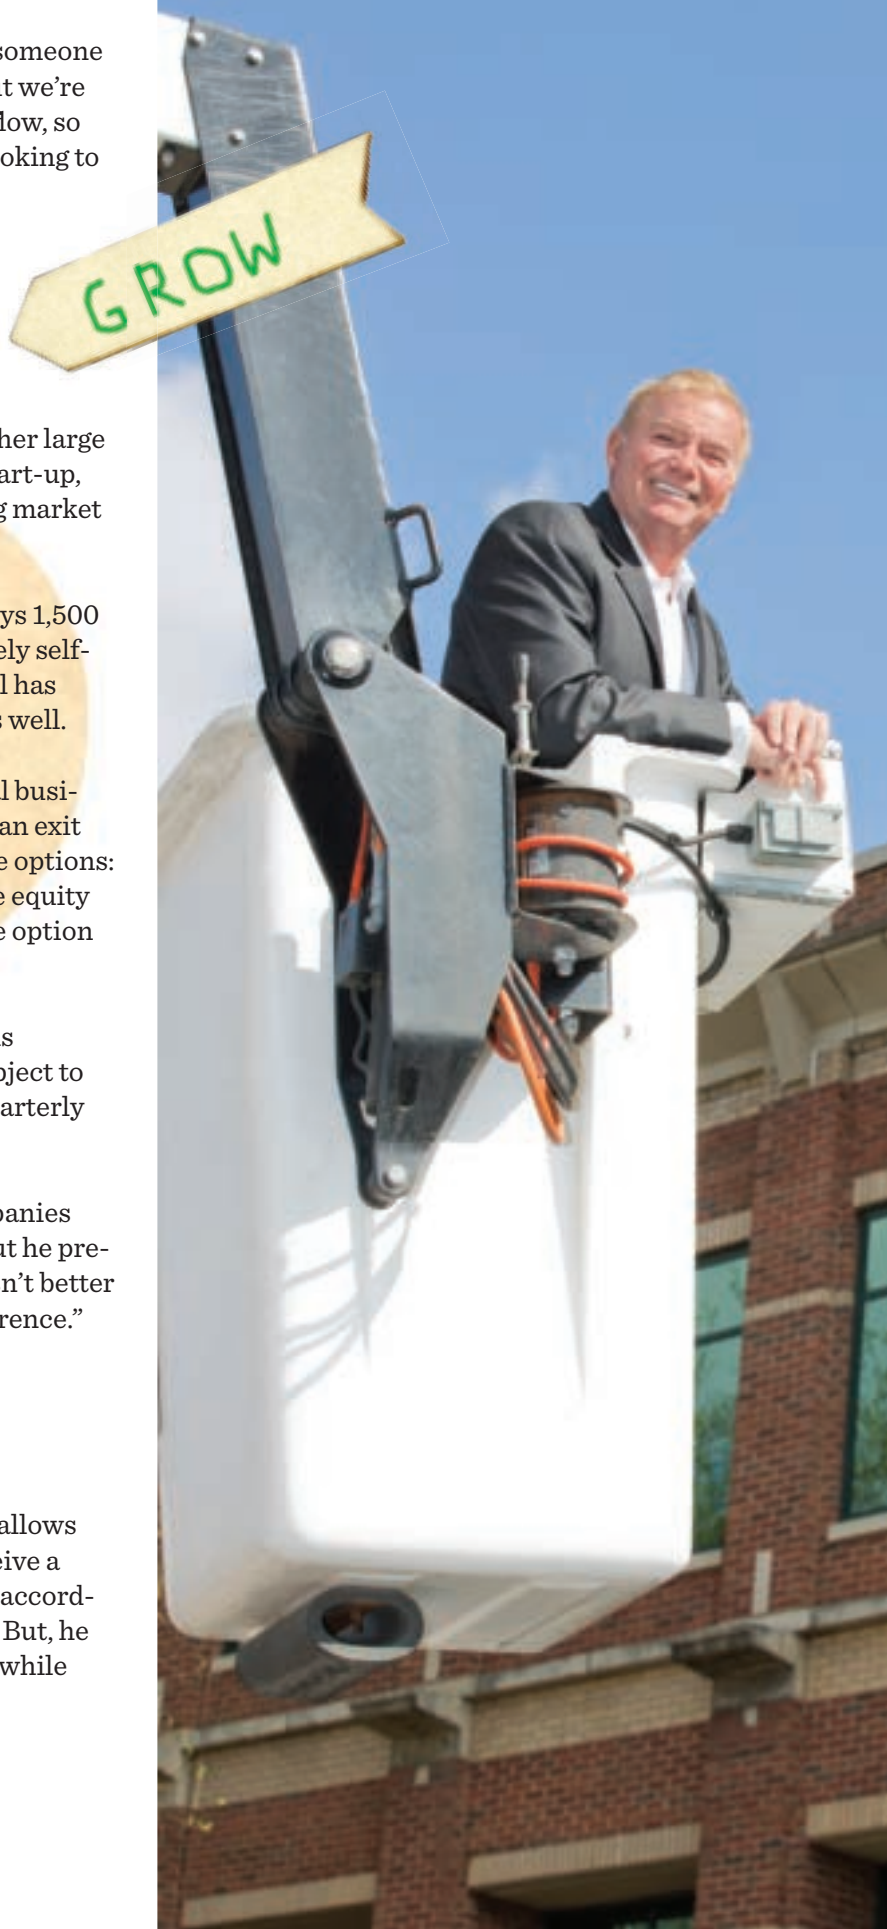 someone
t we’re
low, so
oking to
GROW
her large
art-up,
g market
ys 1,500
ely self-
l has
s well.
l busi-
an exit
e options:
e equity
e option
s
ject to
arterly
panies
ut he pre-
n’t better
rence.”
allows
eive a
accord-
But, he
while